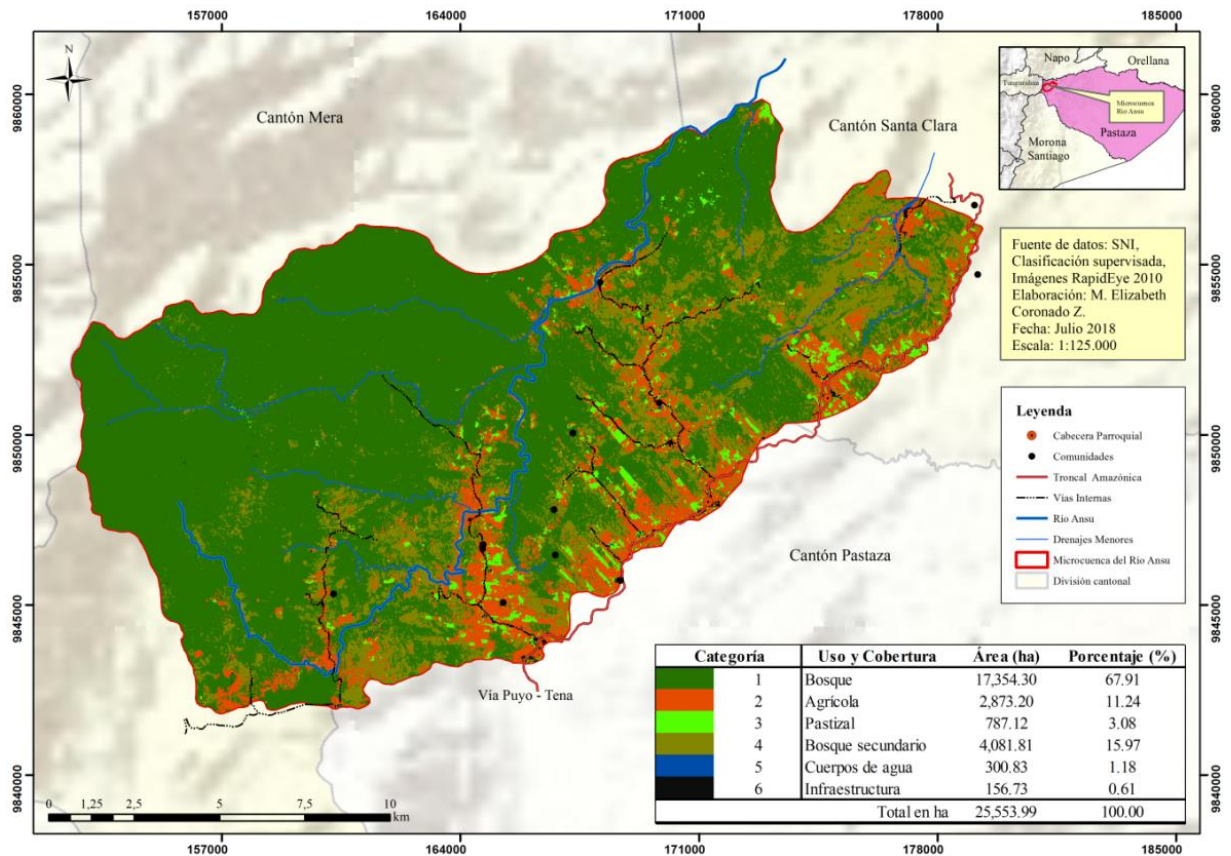 157000 164000 171000 178000 185000
N
9860000
9855000
9850000
9845000
9840000
Cantón Mera
Cantón Santa Clara
Cantón Pastaza
Vía Puyo - Tena
Napo
Orellana
Tungurahua
Microcuenca
Río Ansu
Pastaza
Morona
Santiago
9860000
9855000
9850000
9845000
9840000
Fuente de datos: SNI,
Clasificación supervisada,
Imágenes RapidEye 2010
Elaboración: M. Elizabeth
Coronado Z.
Fecha: Julio 2018
Escala: 1:125.000
Leyenda
Cabecera Parroquial
Comunidades
Troncal Amazónica
Vías Internas
Río Ansu
Drenajes Menores
Microcuenca del Río Ansu
División cantonal
Categoría Uso y Cobertura Área (ha) Porcentaje (%)
1 Bosque 17,354.30 67.91
2 Agrícola 2,873.20 11.24
3 Pastizal 787.12 3.08
4 Bosque secundario 4,081.81 15.97
5 Cuerpos de agua 300.83 1.18
6 Infraestructura 156.73 0.61
Total en ha 25,553.99 100.00
0 1,25 2,5 5 7,5 10
km
157000 164000 171000 178000 185000